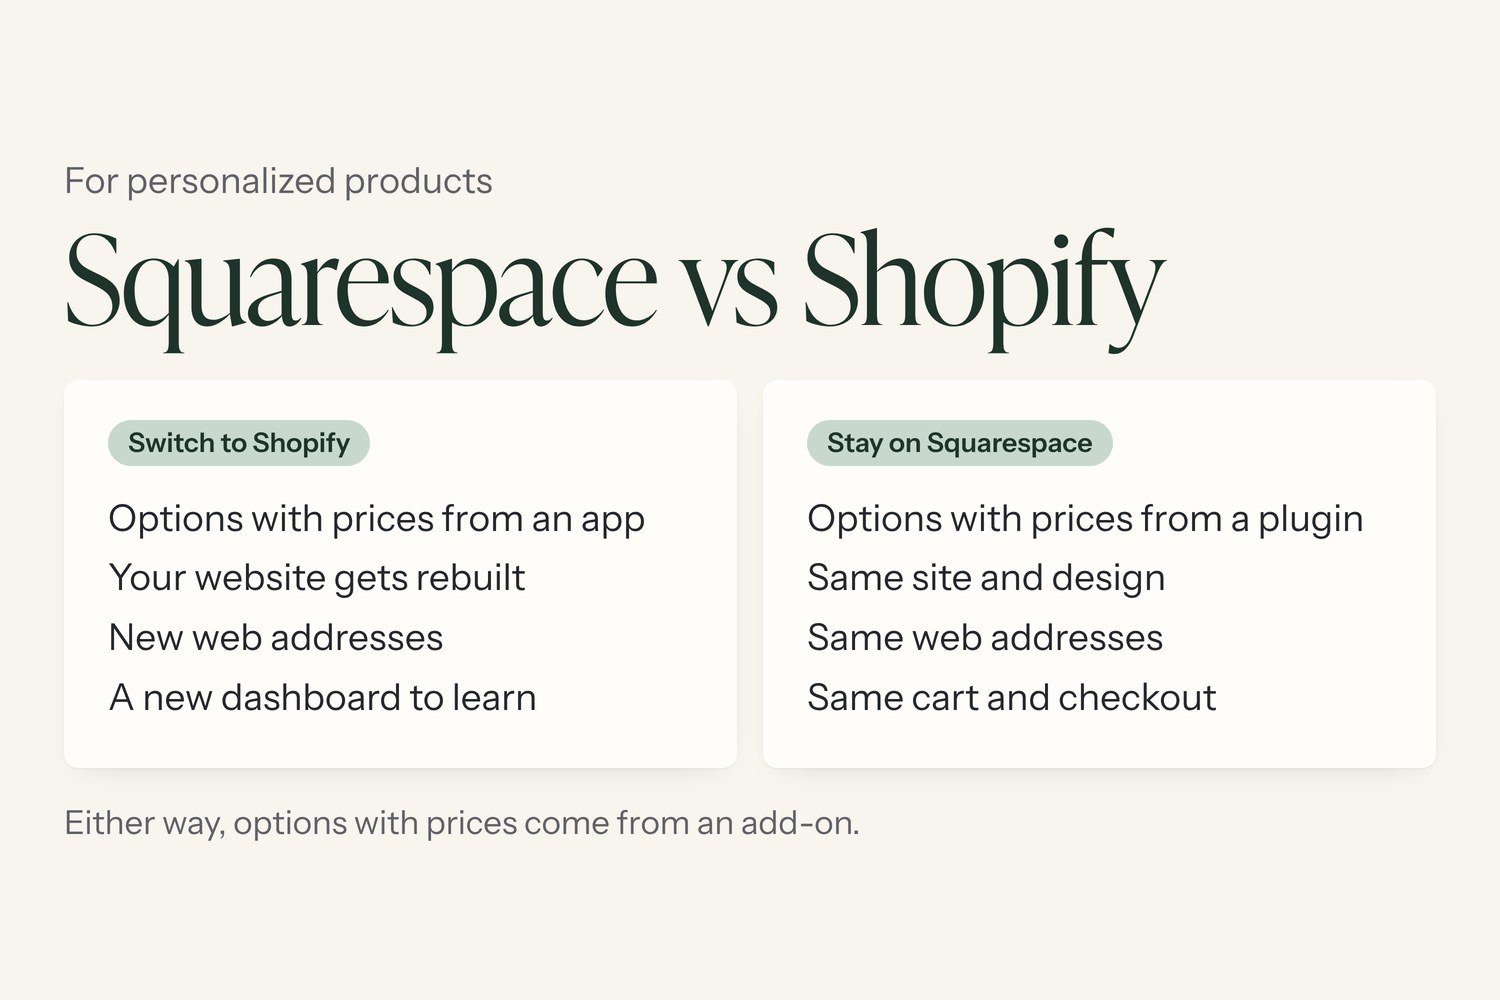 For personalized products
Squarespace vs Shopify
Switch to Shopify
Options with prices from an app
Your website gets rebuilt
New web addresses
A new dashboard to learn
Stay on Squarespace
Options with prices from a plugin
Same site and design
Same web addresses
Same cart and checkout
Either way, options with prices come from an add-on.